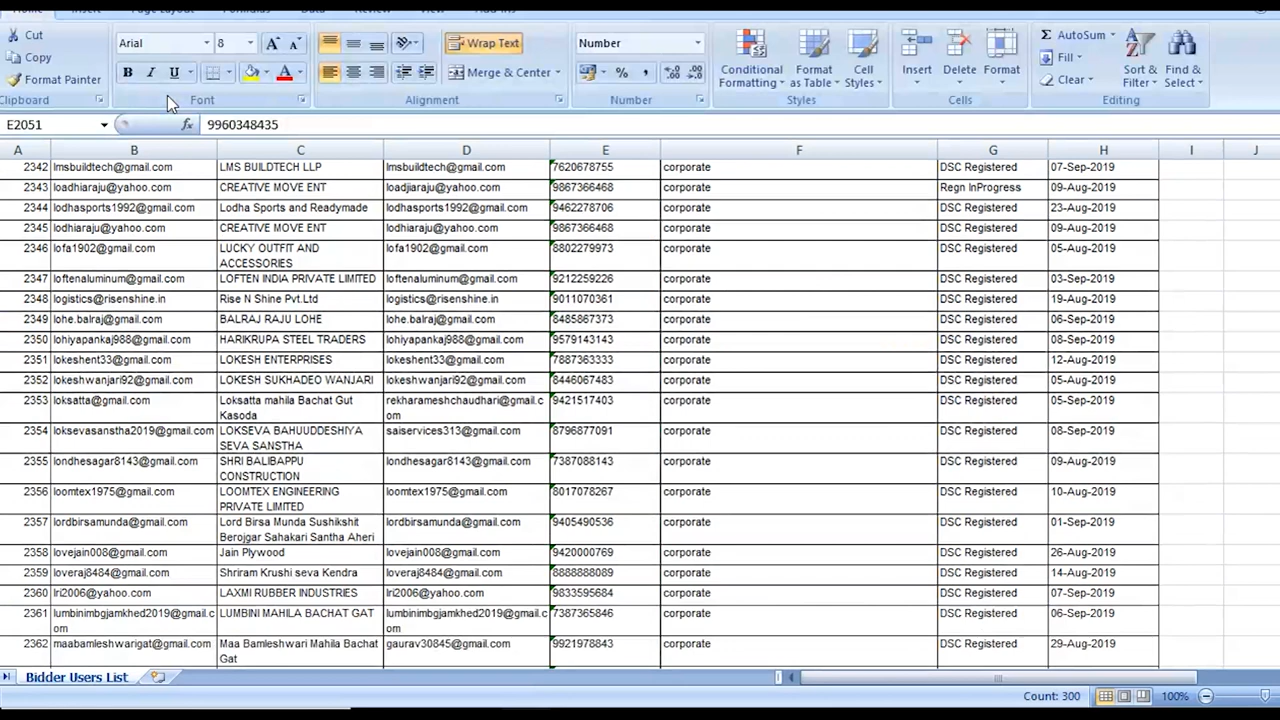 Home Insert Page Layout Formulas Data Review View Add-Ins
Cut Arial 8 Wrap Text Number AutoSum
Copy Fill
Format Painter B I U Merge & Center % , Conditional Formatting Format as Table Cell Styles Insert Delete Format Clear Sort & Filter Find & Select
Clipboard Font Alignment Number Styles Cells Editing
E2051 fx 9960348435
A B C D E F G H I J
2342 lmsbuildtech@gmail.com LMS BUILDTECH LLP lmsbuildtech@gmail.com 7620678755 corporate DSC Registered 07-Sep-2019
2343 loadhiaraju@yahoo.com CREATIVE MOVE ENT loadjiaraju@yahoo.com 9867366468 corporate Regn InProgress 09-Aug-2019
2344 lodhasports1992@gmail.com Lodha Sports and Readymade lodhasports1992@gmail.com 9462278706 corporate DSC Registered 23-Aug-2019
2345 lodhiaraju@yahoo.com CREATIVE MOVE ENT lodhiaraju@yahoo.com 9867366468 corporate DSC Registered 09-Aug-2019
2346 lofa1902@gmail.com LUCKY OUTFIT AND lofa1902@gmail.com 8802279973 corporate DSC Registered 05-Aug-2019
ACCESSORIES
2347 loftenaluminum@gmail.com LOFTEN INDIA PRIVATE LIMITED loftenaluminum@gmail.com 9212259226 corporate DSC Registered 03-Sep-2019
2348 logistics@risenshine.in Rise N Shine Pvt.Ltd logistics@risenshine.in 9011070361 corporate DSC Registered 19-Aug-2019
2349 lohe.balraj@gmail.com BALRAJ RAJU LOHE lohe.balraj@gmail.com 8485867373 corporate DSC Registered 06-Sep-2019
2350 lohiyapankaj988@gmail.com HARIKRUPA STEEL TRADERS lohiyapankaj988@gmail.com 9579143143 corporate DSC Registered 08-Sep-2019
2351 lokeshent33@gmail.com LOKESH ENTERPRISES lokeshent33@gmail.com 7887363333 corporate DSC Registered 12-Aug-2019
2352 lokeshwanjari92@gmail.com LOKESH SUKHADEO WANJARI lokeshwanjari92@gmail.com 8446067483 corporate DSC Registered 05-Aug-2019
2353 loksatta@gmail.com Loksatta mahila Bachat Gut rekharameshchaudhari@gmail.c 9421517403 corporate DSC Registered 05-Sep-2019
Kasoda om
2354 loksevasanstha2019@gmail.com LOKSEVA BAHUUDDESHIYA saiservices313@gmail.com 8796877091 corporate DSC Registered 08-Sep-2019
SEVA SANSTHA
2355 londhesagar8143@gmail.com SHRI BALIBAPPU londhesagar8143@gmail.com 7387088143 corporate DSC Registered 09-Aug-2019
CONSTRUCTION
2356 loomtex1975@gmail.com LOOMTEX ENGINEERING loomtex1975@gmail.com 8017078267 corporate DSC Registered 10-Aug-2019
PRIVATE LIMITED
2357 lordbirsamunda@gmail.com Lord Birsa Munda Sushikshit lordbirsamunda@gmail.com 9405490536 corporate DSC Registered 01-Sep-2019
Berojgar Sahakari Santha Aheri
2358 lovejain008@gmail.com Jain Plywood lovejain008@gmail.com 9420000769 corporate DSC Registered 26-Aug-2019
2359 loveraj8484@gmail.com Shriram Krushi seva Kendra loveraj8484@gmail.com 8888888089 corporate DSC Registered 14-Aug-2019
2360 lri2006@yahoo.com LAXMI RUBBER INDUSTRIES lri2006@yahoo.com 9833595684 corporate DSC Registered 07-Sep-2019
2361 lumbinimbgjamkhed2019@gmail.c LUMBINI MAHILA BACHAT GAT lumbinimbgjamkhed2019@gmail.c 7387365846 corporate DSC Registered 06-Sep-2019
om om
2362 maabamleshwarigat@gmail.com Maa Bamleshwari Mahila Bachat gaurav30845@gmail.com 9921978843 corporate DSC Registered 29-Aug-2019
Gat
Bidder Users List
Count: 300 100%